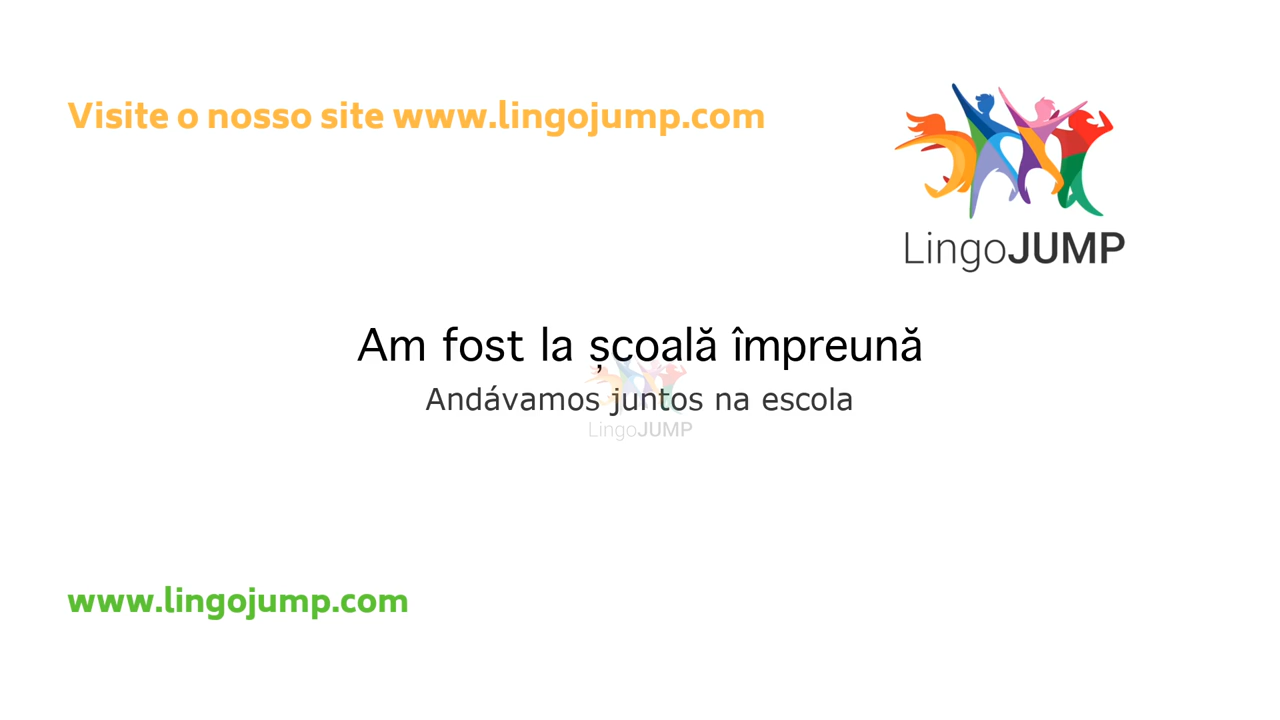 Visite o nosso site www.lingojump.com
LingoJUMP
Am fost la școală împreună
Andávamos juntos na escola
LingoJUMP
www.lingojump.com